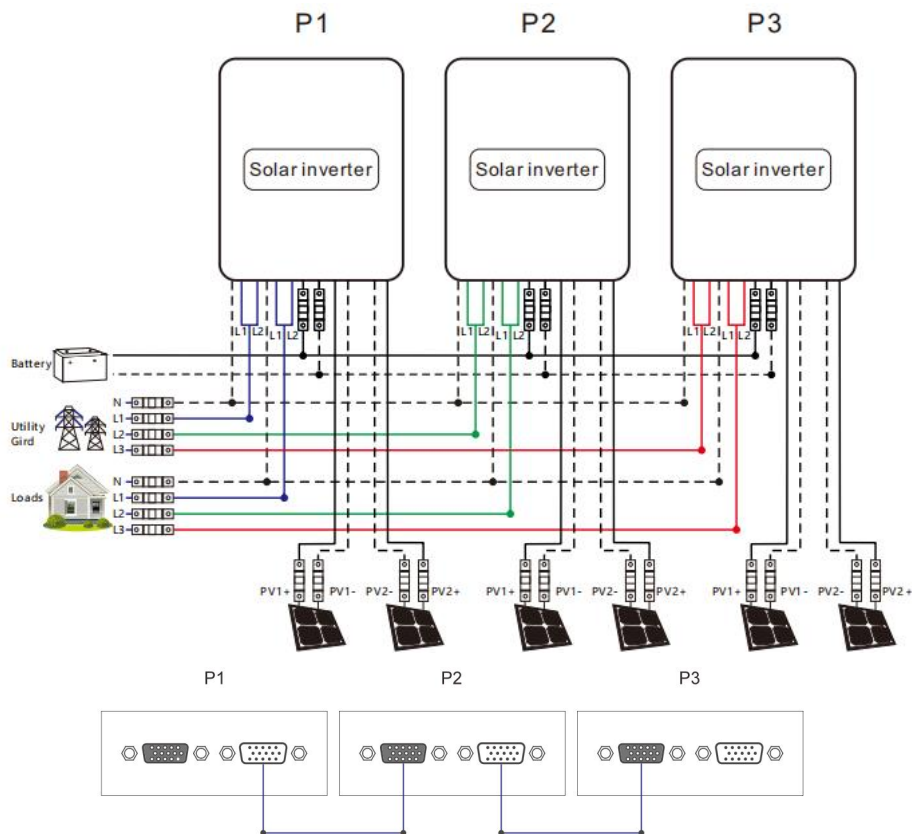 P1 P2 P3
Solar inverter Solar inverter Solar inverter
L1 L2 L1 L2 L1 L2 L1 L2 L1 L2 L1 L2
Battery
N
L1
Utility
Gird
L2
L3
N
Loads
L1
L2
L3
PV1+ PV1- PV2- PV2+ PV1+ PV1- PV2- PV2+ PV1+ PV1- PV2- PV2+
P1 P2 P3